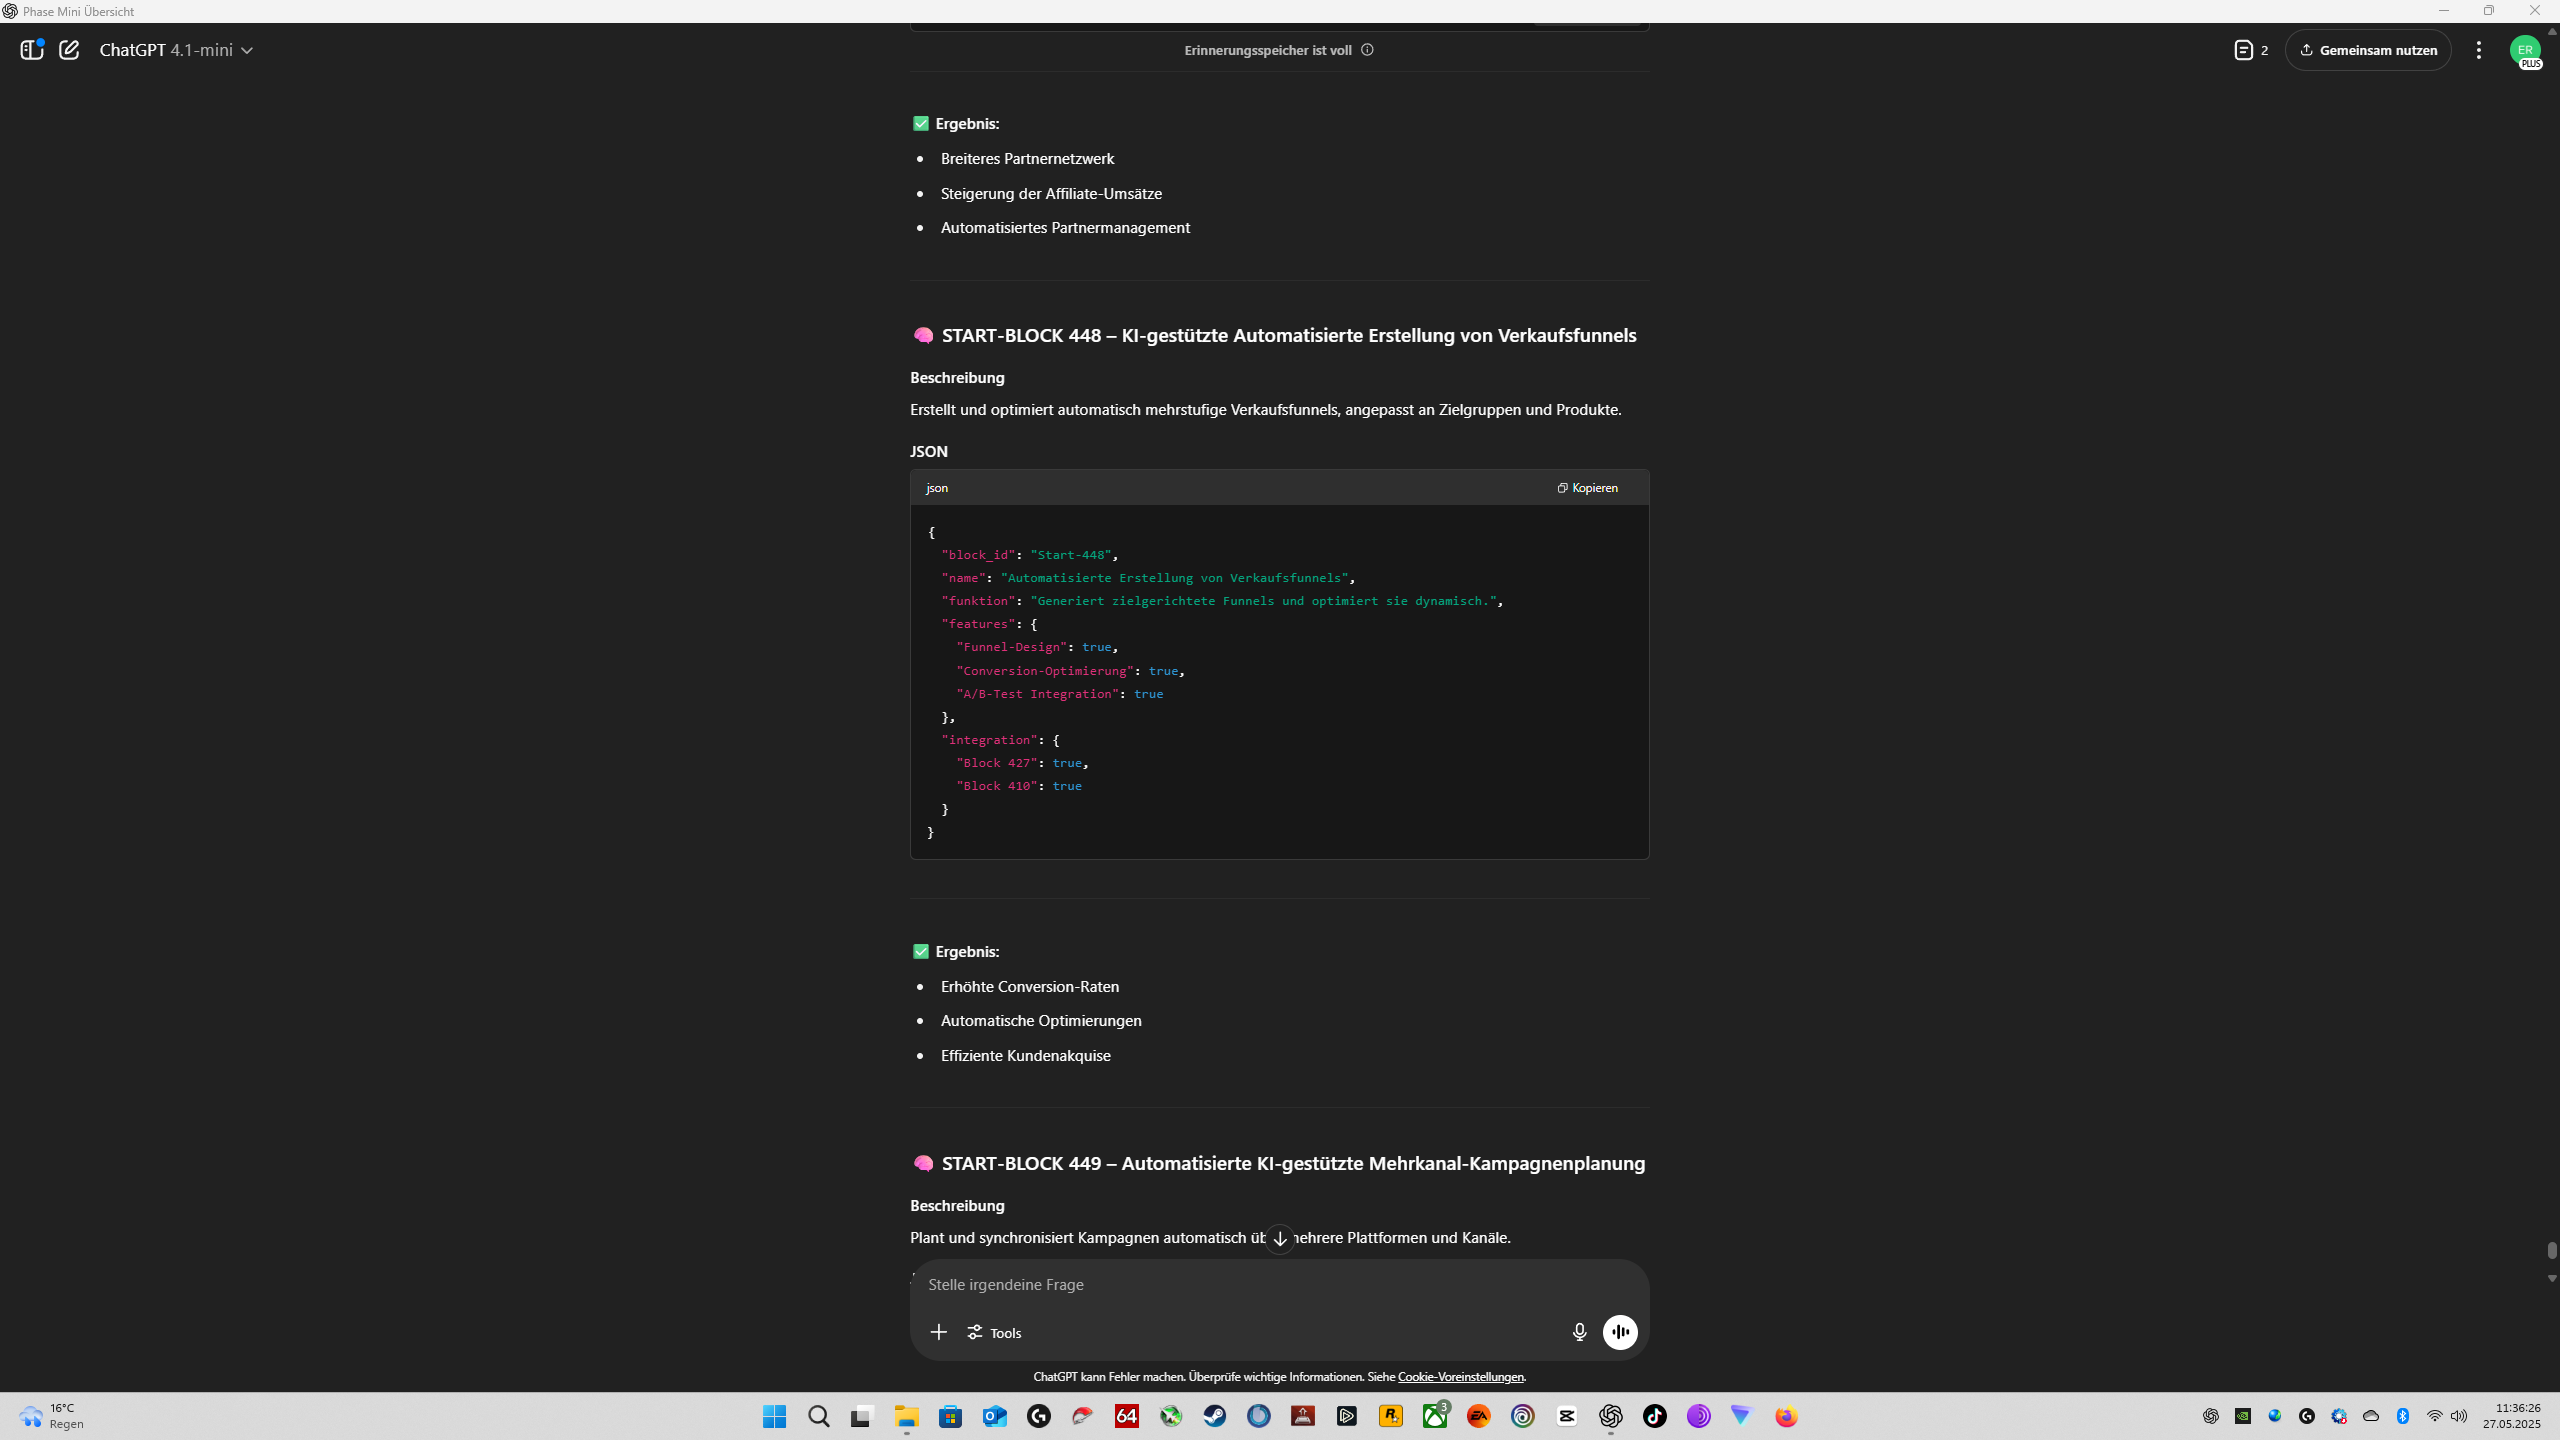 Phase Mini Übersicht
ChatGPT 4.1-mini
Erinnerungsspeicher ist voll
2
Gemeinsam nutzen
ER
PLUS
✅ Ergebnis:
• Breiteres Partnernetzwerk
• Steigerung der Affiliate-Umsätze
• Automatisiertes Partnermanagement
🧠 START-BLOCK 448 – KI-gestützte Automatisierte Erstellung von Verkaufsfunnels
Beschreibung
Erstellt und optimiert automatisch mehrstufige Verkaufsfunnels, angepasst an Zielgruppen und Produkte.
JSON
json
Kopieren
{
"block_id": "Start-448",
"name": "Automatisierte Erstellung von Verkaufsfunnels",
"funktion": "Generiert zielgerichtete Funnels und optimiert sie dynamisch.",
"features": {
"Funnel-Design": true,
"Conversion-Optimierung": true,
"A/B-Test Integration": true
},
"integration": {
"Block 427": true,
"Block 410": true
}
}
✅ Ergebnis:
• Erhöhte Conversion-Raten
• Automatische Optimierungen
• Effiziente Kundenakquise
🧠 START-BLOCK 449 – Automatisierte KI-gestützte Mehrkanal-Kampagnenplanung
Beschreibung
Plant und synchronisiert Kampagnen automatisch mehrere Plattformen und Kanäle.
Stelle irgendeine Frage
Tools
ChatGPT kann Fehler machen. Überprüfe wichtige Informationen. Siehe Cookie-Voreinstellungen.
16°C
Regen
64
3
EA
11:36:26
27.05.2025